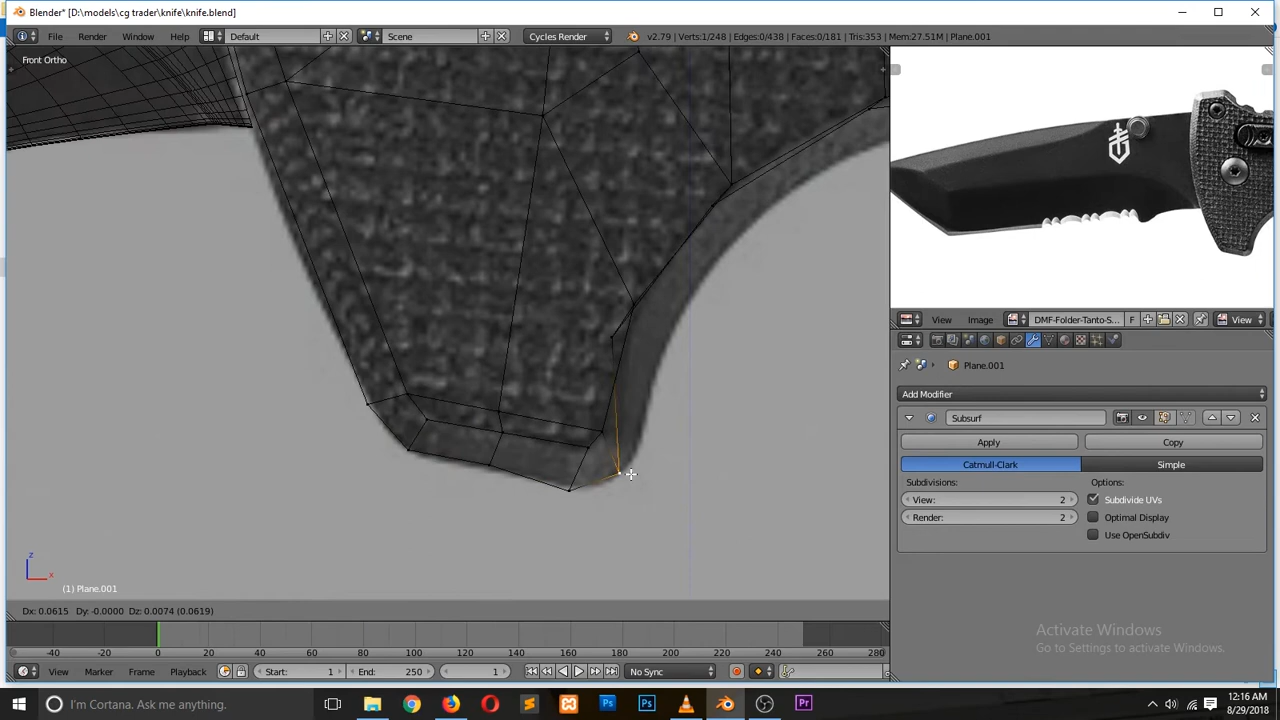 Blender* [D:\models\cg trader\knife\knife.blend]
File Render Window Help Default Scene Cycles Render v2.79 | Verts:1/248 | Edges:0/438 | Faces:0/181 | Tris:353 | Mem:27.51M | Plane.001
Front Ortho
View Image DMF-Folder-Tanto-S... F View
Plane.001
Add Modifier
Subsurf
Apply Copy
Catmull-Clark Simple
Subdivisions: Options:
View: 2 Subdivide UVs
Render: 2 Optimal Display
Use OpenSubdiv
z
x
(1) Plane.001
Dx: 0.0615 Dy: -0.0000 Dz: 0.0074 (0.0619)
Activate Windows
Go to Settings to activate Windows.
-40 -20 0 20 40 60 80 100 120 140 160 180 200 220 240 260 280
View Marker Frame Playback Start: 1 End: 250 1 No Sync
I'm Cortana. Ask me anything.
12:16 AM
8/29/2018